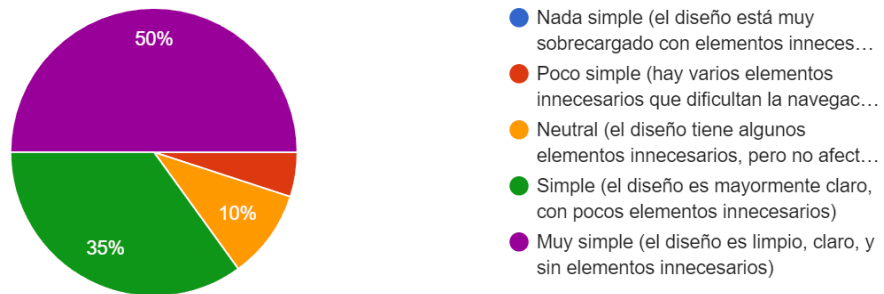 50%
10%
35%
Nada simple (el diseño está muy
sobrecargado con elementos inneces…
Poco simple (hay varios elementos
innecesarios que dificultan la navegac…
Neutral (el diseño tiene algunos
elementos innecesarios, pero no afect…
Simple (el diseño es mayormente claro,
con pocos elementos innecesarios)
Muy simple (el diseño es limpio, claro, y
sin elementos innecesarios)